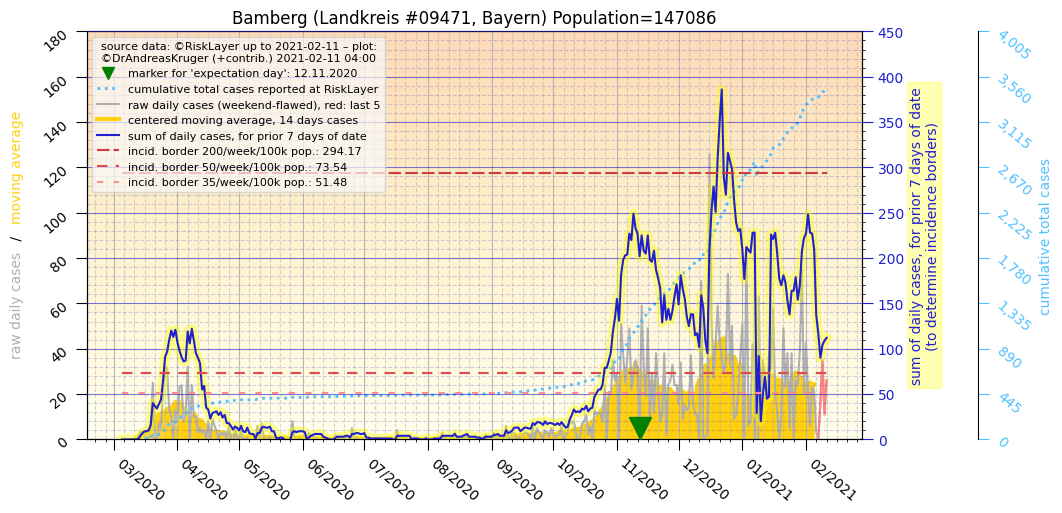 Bamberg (Landkreis #09471, Bayern) Population=147086
source data: ©RiskLayer up to 2021-02-11 – plot:
©DrAndreasKruger (+contrib.) 2021-02-11 04:00
marker for 'expectation day': 12.11.2020
cumulative total cases reported at RiskLayer
raw daily cases (weekend-flawed), red: last 5
centered moving average, 14 days cases
sum of daily cases, for prior 7 days of date
incid. border 200/week/100k pop.: 294.17
incid. border 50/week/100k pop.: 73.54
incid. border 35/week/100k pop.: 51.48
raw daily cases / moving average
180
160
140
120
100
80
60
40
20
0
03/2020
04/2020
05/2020
06/2020
07/2020
08/2020
09/2020
10/2020
11/2020
12/2020
01/2021
02/2021
450
400
350
300
250
200
150
100
50
0
sum of daily cases, for prior 7 days of date
(to determine incidence borders)
4,005
3,560
3,115
2,670
2,225
1,780
1,335
890
445
0
cumulative total cases